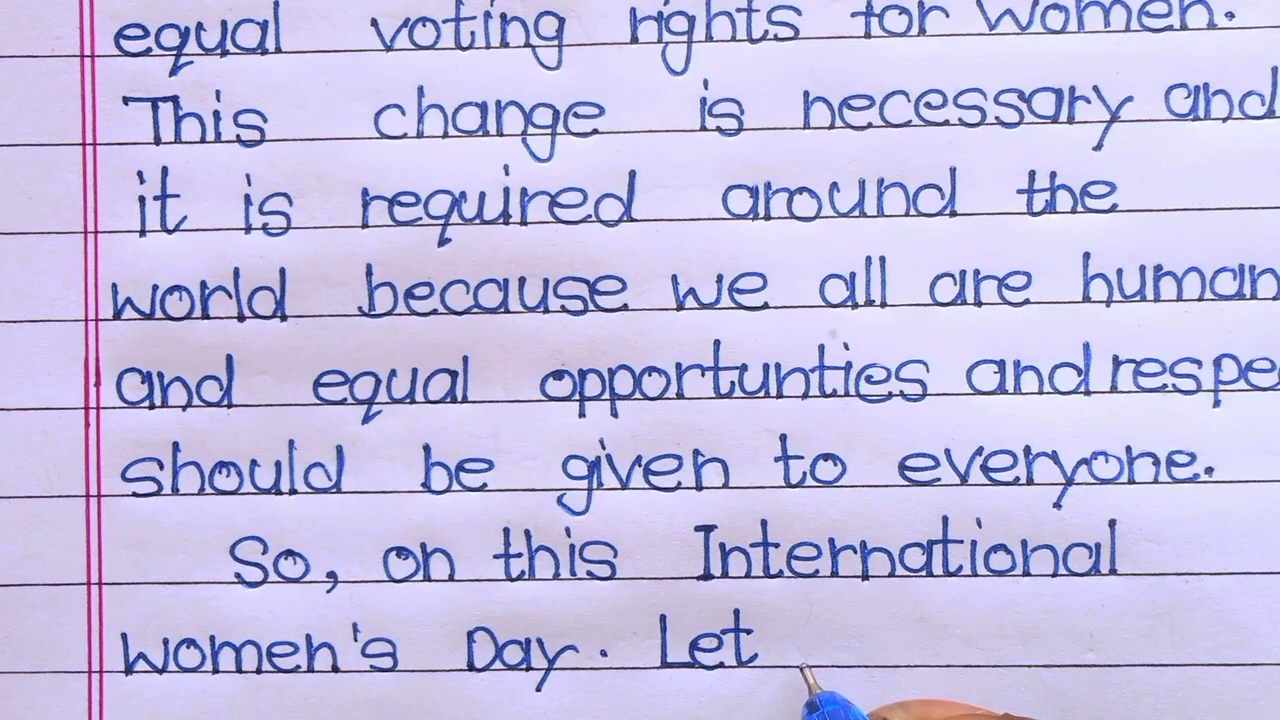 equal voting rights for women.
This change is necessary and
it is required around the
world because we all are human
and equal opportunties and respe
should be given to everyone.
So, on this International
Women's Day. Let